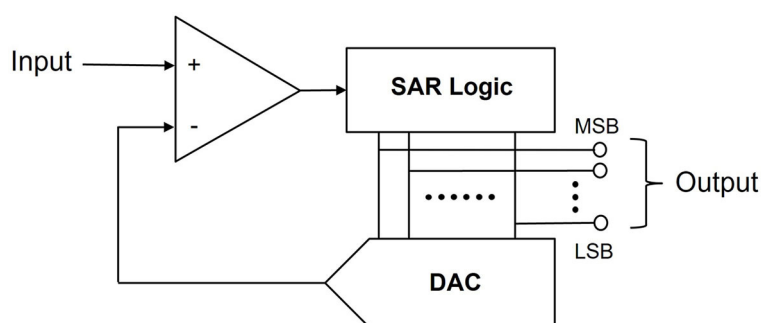 Input
+
-
SAR Logic
MSB
Output
LSB
DAC